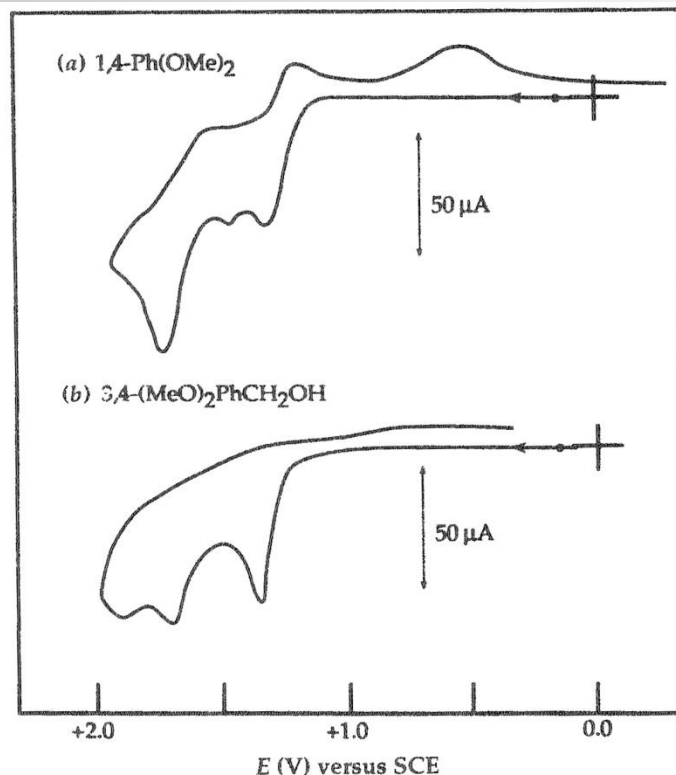 (a) 1,4-Ph(OMe)₂
50 μA
(b) 3,4-(MeO)₂PhCH₂OH
50 μA
+2.0 +1.0 0.0
E (V) versus SCE